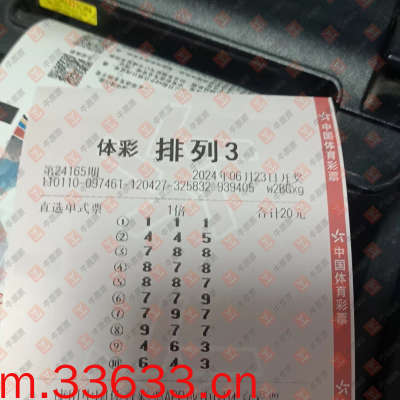 体彩 排列3
第24165期 2024年06月23日开奖
110110-097461-120427-325832 939405 w2BGxg
直选单式票 1倍 合计20元
① 1 1 1
② 4 4 5
③ 7 8 8
④ 8 7 8
⑤ 8 8 7
⑥ 7 7 9
⑦ 7 9 7
⑧ 9 7 7
⑨ 4 6 3
⑩ 6 4 3
中国体育彩票
中国体育彩票
m.33633.cn